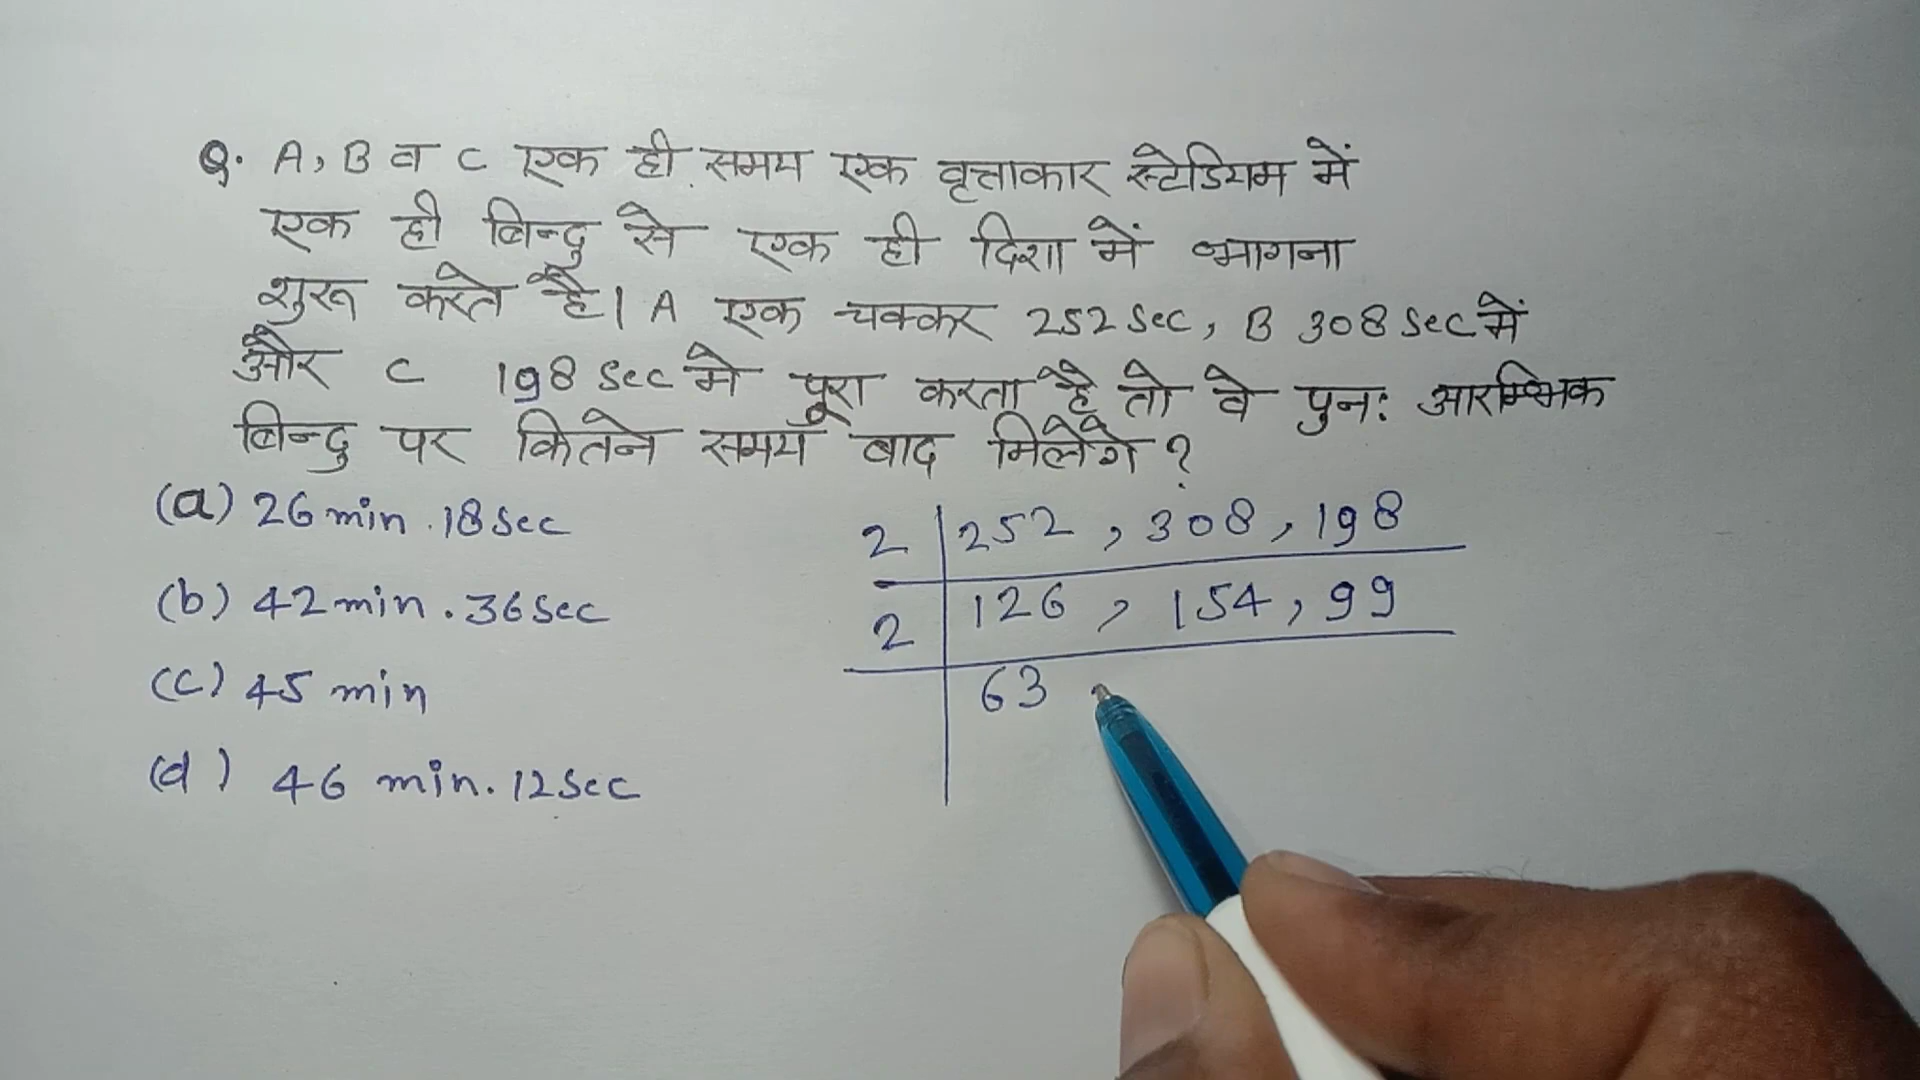 Q. A, B व C एक ही समय एक वृत्ताकार स्टेडियम में
एक ही बिन्दु से एक ही दिशा में भागना
शुरू करते है। A एक चक्कर 252 sec, B 308 sec में
और C 198 sec मे पूरा करता है तो वे पुनः आरम्भिक
बिन्दु पर कितने समय बाद मिलेंगे ?
(a) 26 min. 18 sec
(b) 42 min. 36 sec
(c) 45 min
(d) 46 min. 12 sec
2 252, 308, 198
2 126, 154, 99
63